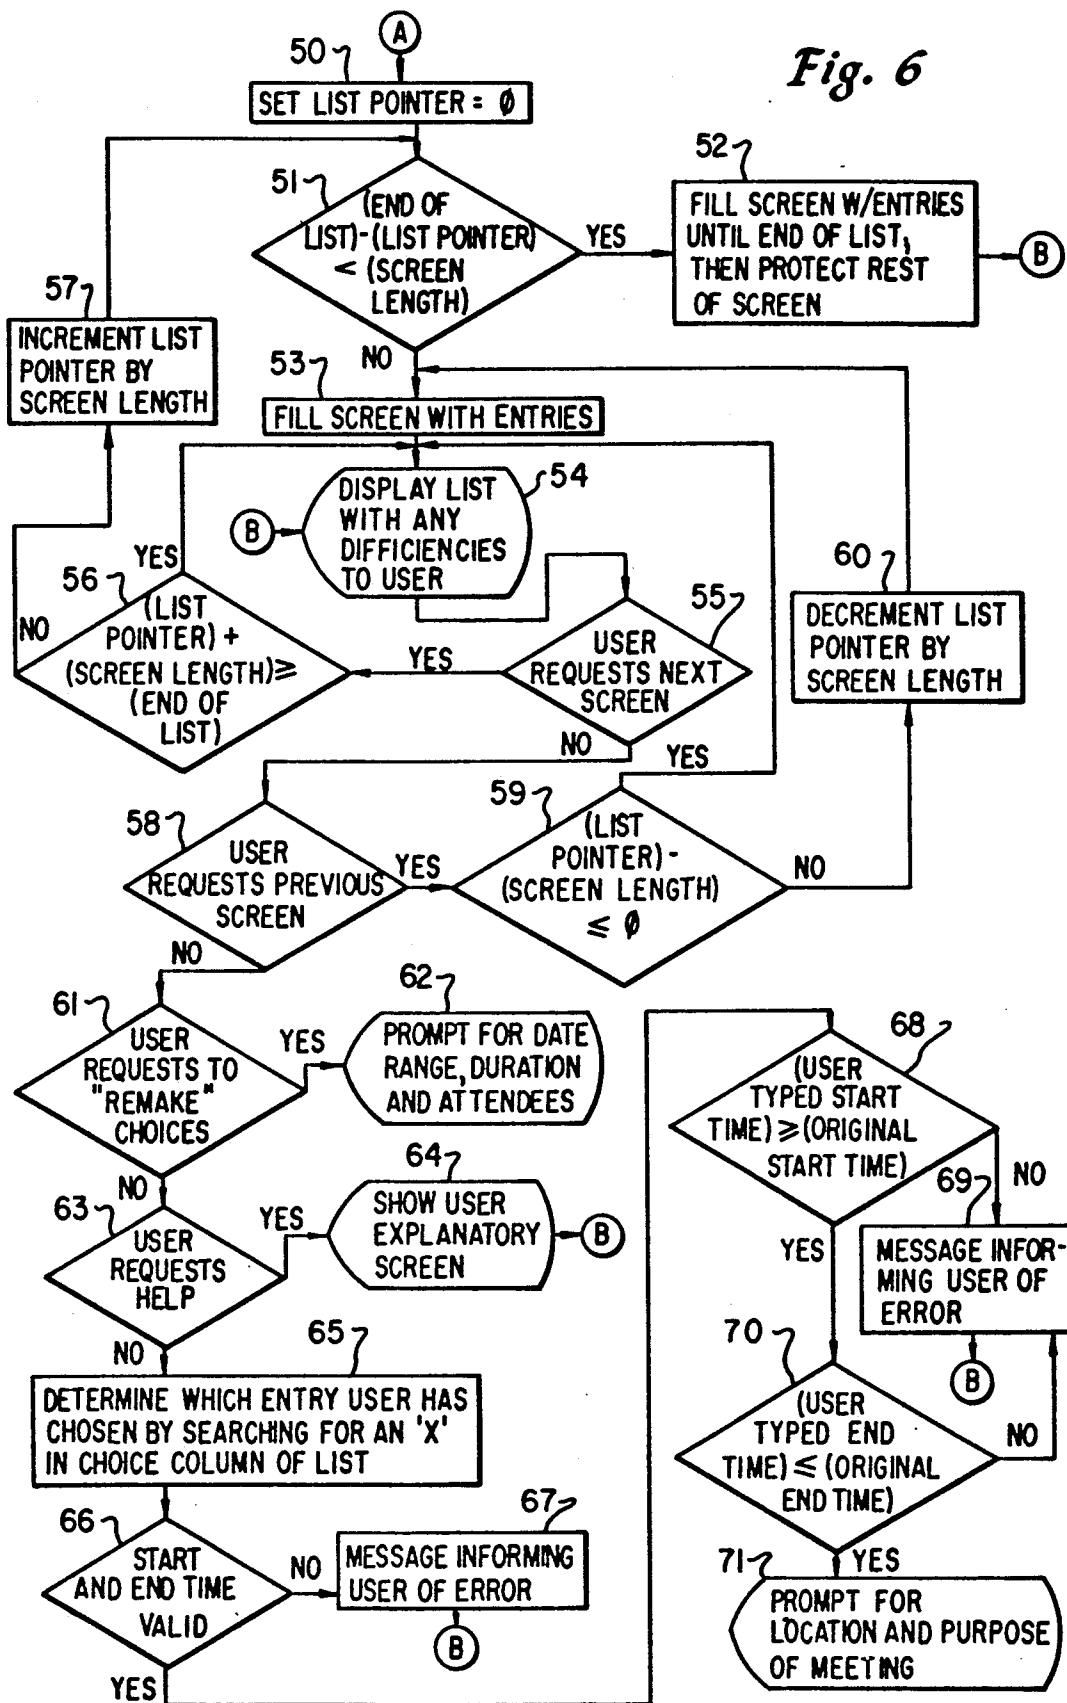 A
50
Fig. 6
SET LIST POINTER = ∅
52
51
(END OF
LIST)-(LIST POINTER)
< (SCREEN
LENGTH)
YES
FILL SCREEN W/ENTRIES
UNTIL END OF LIST,
THEN PROTECT REST
OF SCREEN
B
57
INCREMENT LIST
POINTER BY
SCREEN LENGTH
NO
53
FILL SCREEN WITH ENTRIES
54
DISPLAY LIST
WITH ANY
DIFFICIENCIES
TO USER
B
YES
56
(LIST
POINTER) +
(SCREEN LENGTH) ≥
(END OF
LIST)
NO
55
USER
REQUESTS NEXT
SCREEN
YES
NO
60
DECREMENT LIST
POINTER BY
SCREEN LENGTH
YES
58
USER
REQUESTS PREVIOUS
SCREEN
YES
59
(LIST
POINTER) -
(SCREEN LENGTH)
≤ ∅
NO
NO
61
USER
REQUESTS TO
"REMAKE"
CHOICES
YES
62
PROMPT FOR DATE
RANGE, DURATION
AND ATTENDEES
NO
63
USER
REQUESTS
HELP
YES
64
SHOW USER
EXPLANATORY
SCREEN
B
NO
65
DETERMINE WHICH ENTRY USER HAS
CHOSEN BY SEARCHING FOR AN 'X'
IN CHOICE COLUMN OF LIST
66
START
AND END TIME
VALID
NO
67
MESSAGE INFORMING
USER OF ERROR
B
YES
68
(USER
TYPED START
TIME) ≥ (ORIGINAL
START TIME)
NO
YES
69
MESSAGE INFOR-
MING USER OF
ERROR
B
70
(USER
TYPED END
TIME) ≤ (ORIGINAL
END TIME)
NO
YES
71
PROMPT FOR
LOCATION AND PURPOSE
OF MEETING